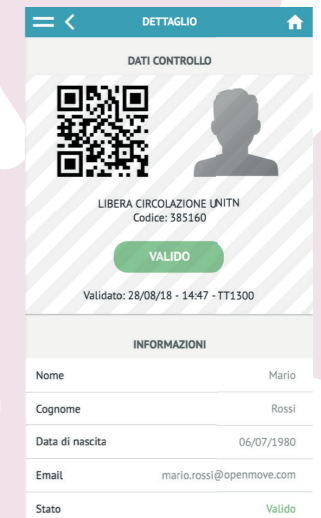 DETTAGLIO
DATI CONTROLLO
LIBERA CIRCOLAZIONE UNITN
Codice: 385160
VALIDO
Validato: 28/08/18 - 14:47 - TT1300
INFORMAZIONI
Nome Mario
Cognome Rossi
Data di nascita 06/07/1980
Email mario.rossi@openmove.com
Stato Valido